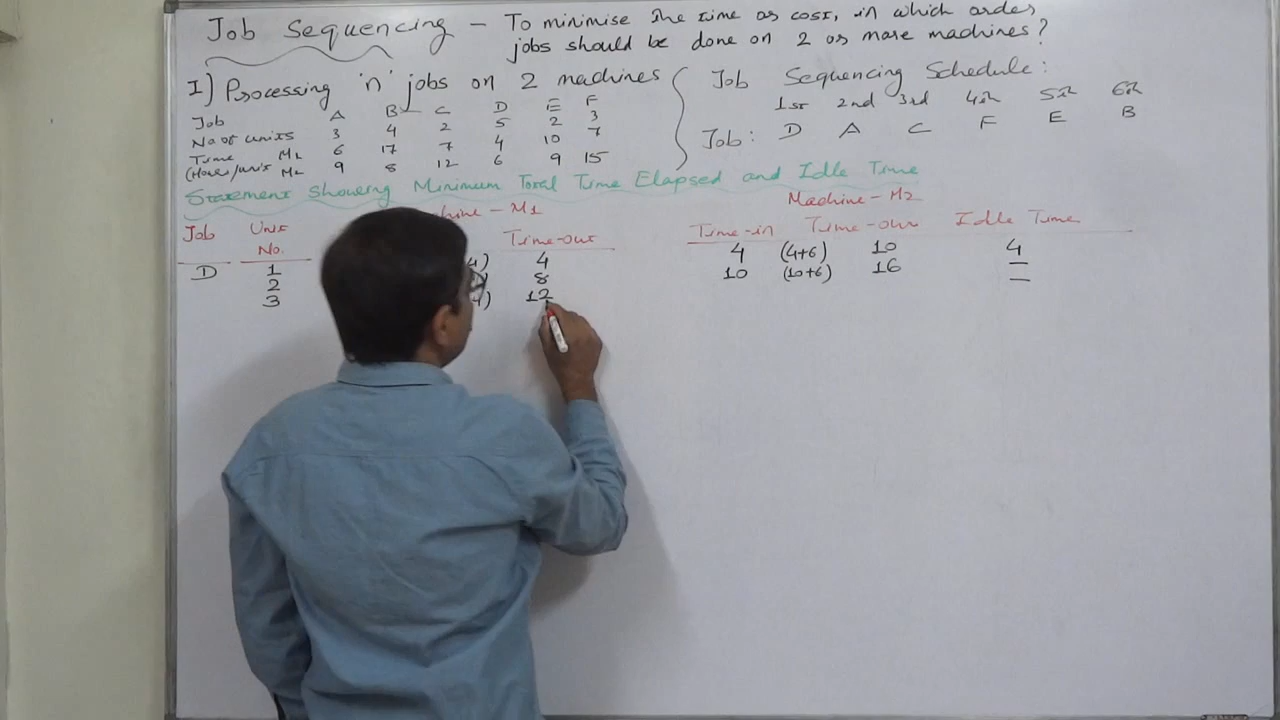 Job Sequencing – To minimise the time or cost, in which order
jobs should be done on 2 or more machines?
I) Processing 'n' jobs on 2 machines
Job A B C D E F
No of units 3 4 2 5 2 3
Time M1 6 17 7 4 10 7
(Hours/unit M2 9 8 12 6 9 15
Job Sequencing Schedule:
1st 2nd 3rd 4th 5th 6th
Job: D A C F E B
Statement Showing Minimum Total Time Elapsed and Idle Time
Machine - M2
Job Unit No. Time-out Time-in Time-out Idle Time
D 1 4 4 (4+6) 10 4
2 8 10 (10+6) 16 –
3 12 –